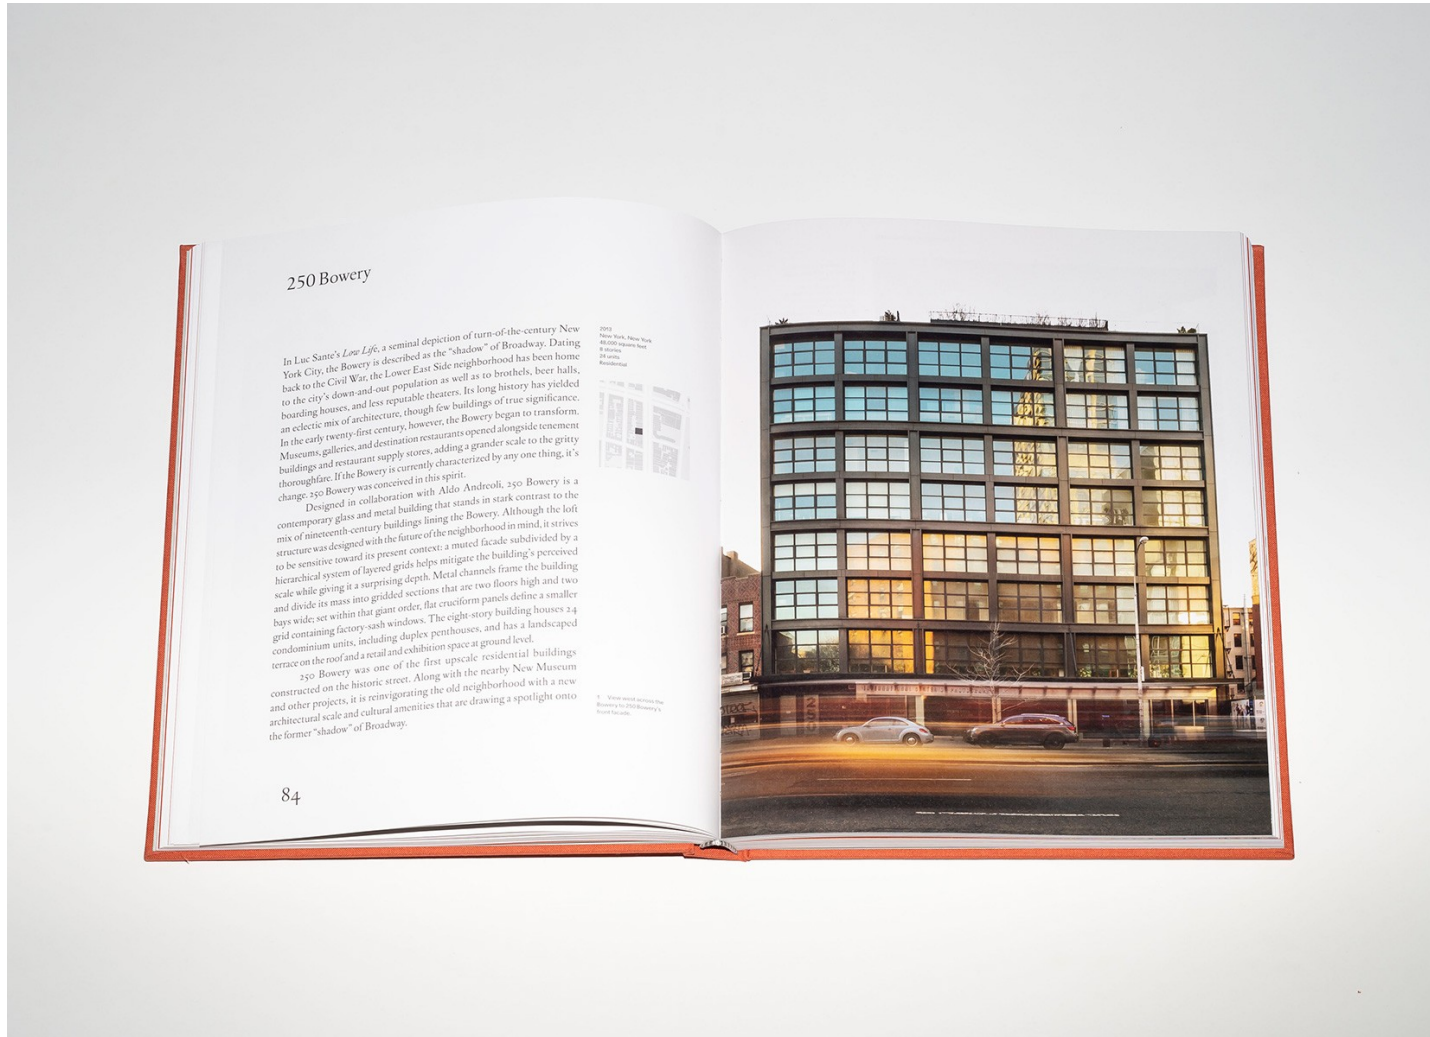 250 Bowery
In Luc Sante's Low Life, a seminal depiction of turn-of-the-century New
York City, the Bowery is described as the “shadow” of Broadway. Dating
back to the Civil War, the Lower East Side neighborhood has been home
to the city's down-and-out population as well as to brothels, beer halls,
boarding houses, and less reputable theaters. Its long history has yielded
an eclectic mix of architecture, though few buildings of true significance.
In the early twenty-first century, however, the Bowery began to transform.
Museums, galleries, and destination restaurants opened alongside tenement
buildings and restaurant supply stores, adding a grander scale to the gritty
thoroughfare. If the Bowery is currently characterized by any one thing, it's
change. 250 Bowery was conceived in this spirit.
Designed in collaboration with Aldo Andreoli, 250 Bowery is a
contemporary glass and metal building that stands in stark contrast to the
mix of nineteenth-century buildings lining the Bowery. Although the loft
structure was designed with the future of the neighborhood in mind, it strives
to be sensitive toward its present context: a muted facade subdivided by a
hierarchical system of layered grids helps mitigate the building's perceived
scale while giving it a surprising depth. Metal channels frame the building
and divide its mass into gridded sections that are two floors high and two
bays wide; set within that giant order, flat cruciform panels define a smaller
grid containing factory-sash windows. The eight-story building houses 24
condominium units, including duplex penthouses, and has a landscaped
terrace on the roof and a retail and exhibition space at ground level.
250 Bowery was one of the first upscale residential buildings
constructed on the historic street. Along with the nearby New Museum
and other projects, it is reinvigorating the old neighborhood with a new
architectural scale and cultural amenities that are drawing a spotlight onto
the former “shadow” of Broadway.
2013
New York, New York
48,000 square feet
8 stories
24 units
Residential
View west across the
Bowery to 250 Bowery's
front facade
84